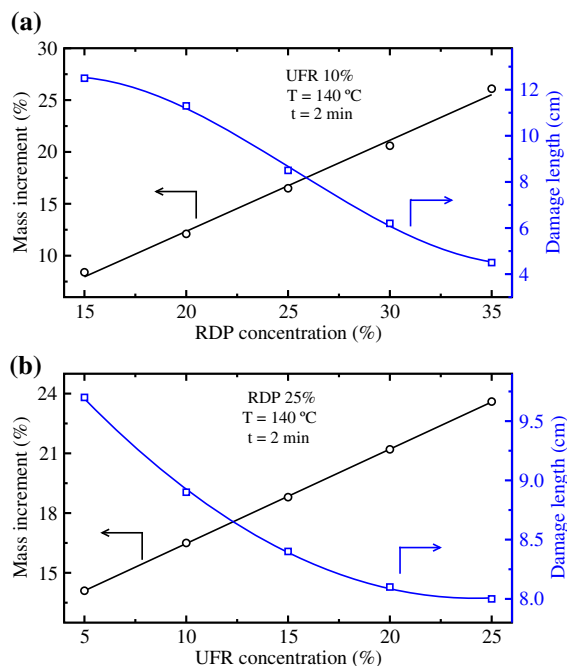 (a)
30
25
20
15
10
Mass increment (%)
UFR 10%
T = 140 ºC
t = 2 min
12
10
8
6
4
Damage length (cm)
15 20 25 30 35
RDP concentration (%)
(b)
24
21
18
15
Mass increment (%)
RDP 25%
T = 140 ºC
t = 2 min
9.5
9.0
8.5
8.0
Damage length (cm)
5 10 15 20 25
UFR concentration (%)